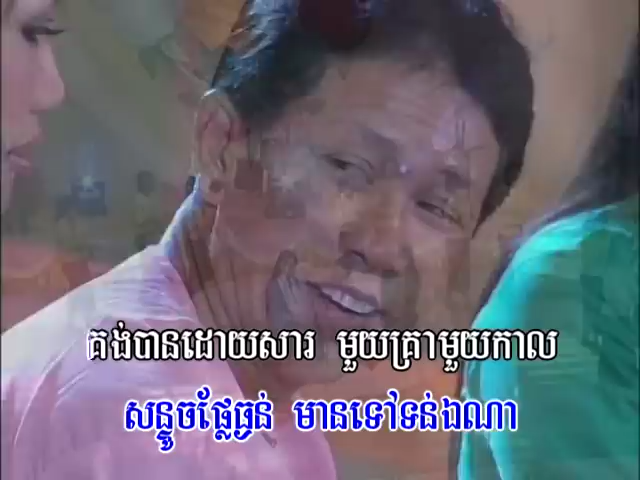 គង់បានដោយសារ មួយគ្រាមួយកាល
សន្ទូចផ្លែធ្ងន់ មានទៅទន់ឯណា